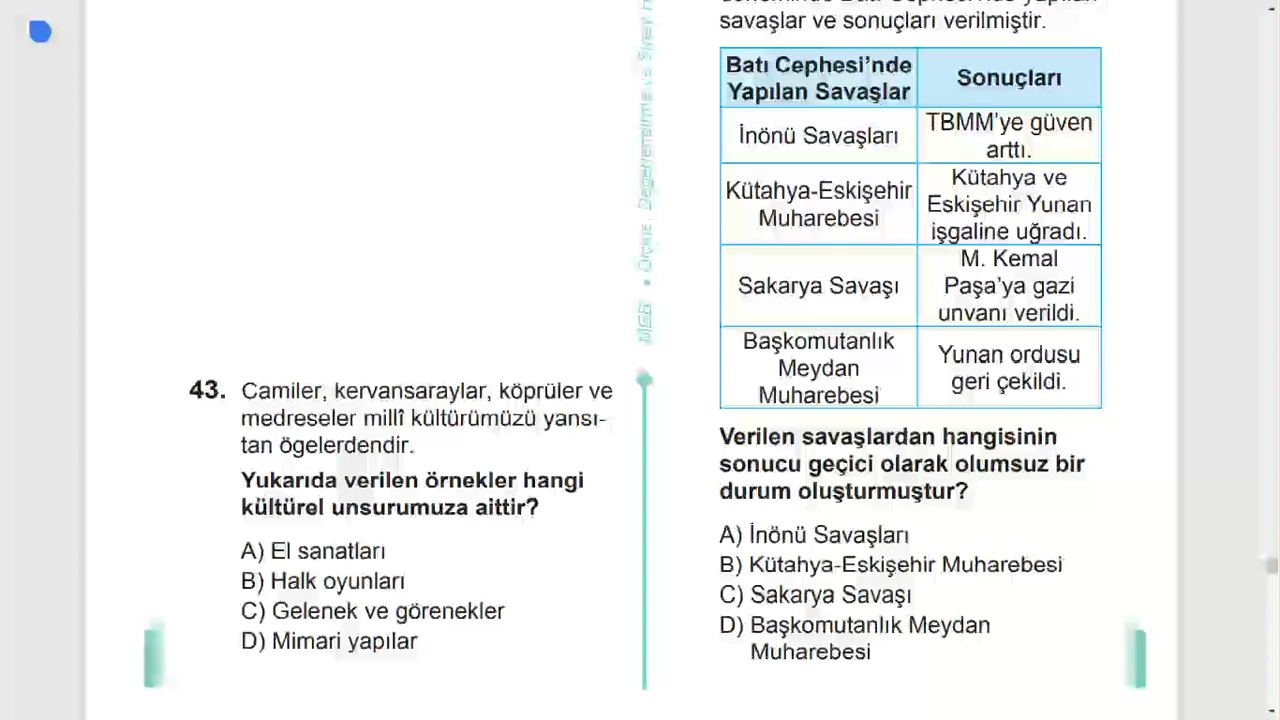 43. Camiler, kervansaraylar, köprüler ve
medreseler millî kültürümüzü yansı-
tan ögelerdendir.
Yukarıda verilen örnekler hangi
kültürel unsurumuza aittir?
A) El sanatları
B) Halk oyunları
C) Gelenek ve görenekler
D) Mimari yapılar
savaşlar ve sonuçları verilmiştir.
Batı Cephesi’nde
Yapılan Savaşlar
Sonuçları
İnönü Savaşları
TBMM’ye güven
arttı.
Kütahya-Eskişehir
Muharebesi
Kütahya ve
Eskişehir Yunan
işgaline uğradı.
Sakarya Savaşı
M. Kemal
Paşa’ya gazi
unvanı verildi.
Başkomutanlık
Meydan
Muharebesi
Yunan ordusu
geri çekildi.
Verilen savaşlardan hangisinin
sonucu geçici olarak olumsuz bir
durum oluşturmuştur?
A) İnönü Savaşları
B) Kütahya-Eskişehir Muharebesi
C) Sakarya Savaşı
D) Başkomutanlık Meydan
Muharebesi